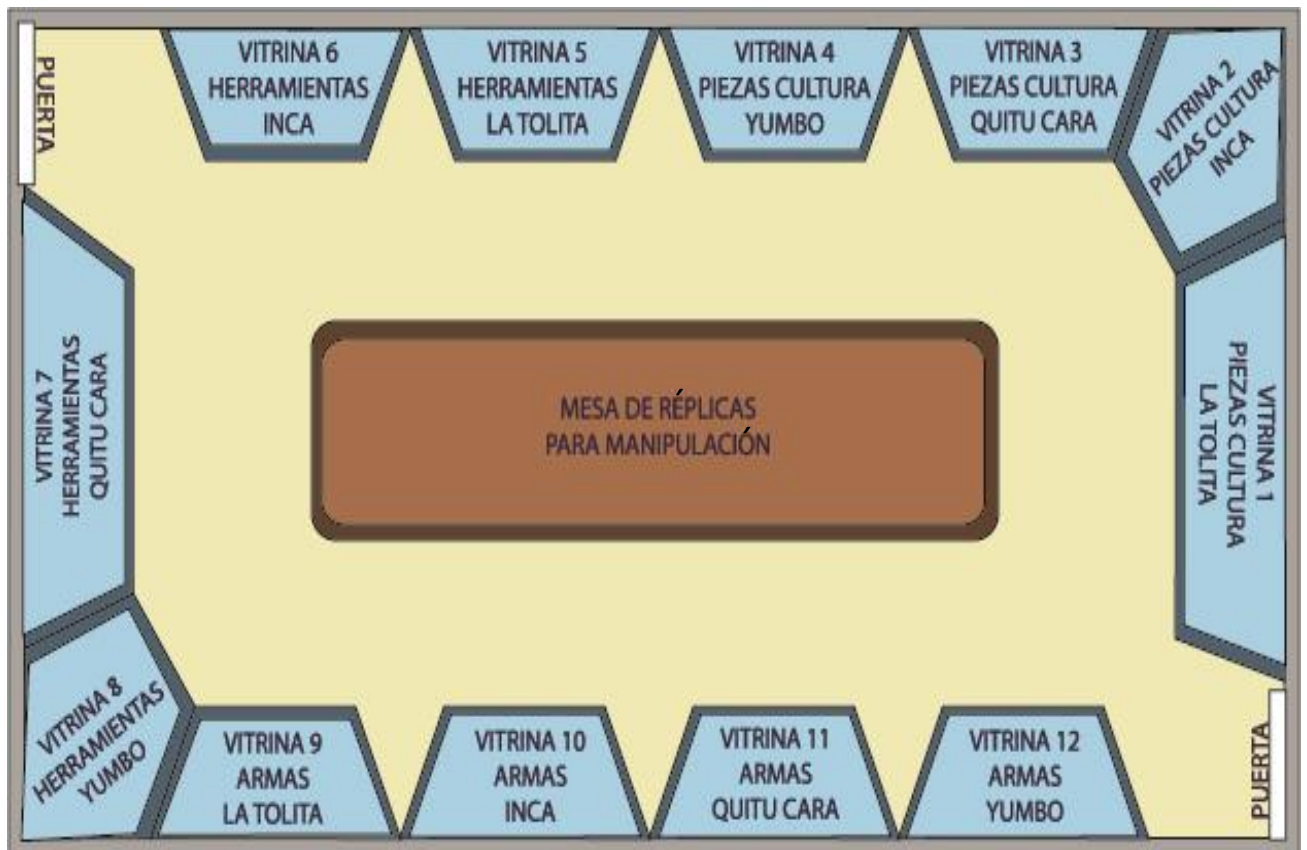 PUERTA
VITRINA 6
HERRAMIENTAS
INCA
VITRINA 5
HERRAMIENTAS
LA TOLITA
VITRINA 4
PIEZAS CULTURA
YUMBO
VITRINA 3
PIEZAS CULTURA
QUITU CARA
VITRINA 2
PIEZAS CULTURA
INCA
VITRINA 7
HERRAMIENTAS
QUITU CARA
MESA DE RÉPLICAS
PARA MANIPULACIÓN
VITRINA 1
PIEZAS CULTURA
LA TOLITA
VITRINA 8
HERRAMIENTAS
YUMBO
VITRINA 9
ARMAS
LA TOLITA
VITRINA 10
ARMAS
INCA
VITRINA 11
ARMAS
QUITU CARA
VITRINA 12
ARMAS
YUMBO
PUERTA